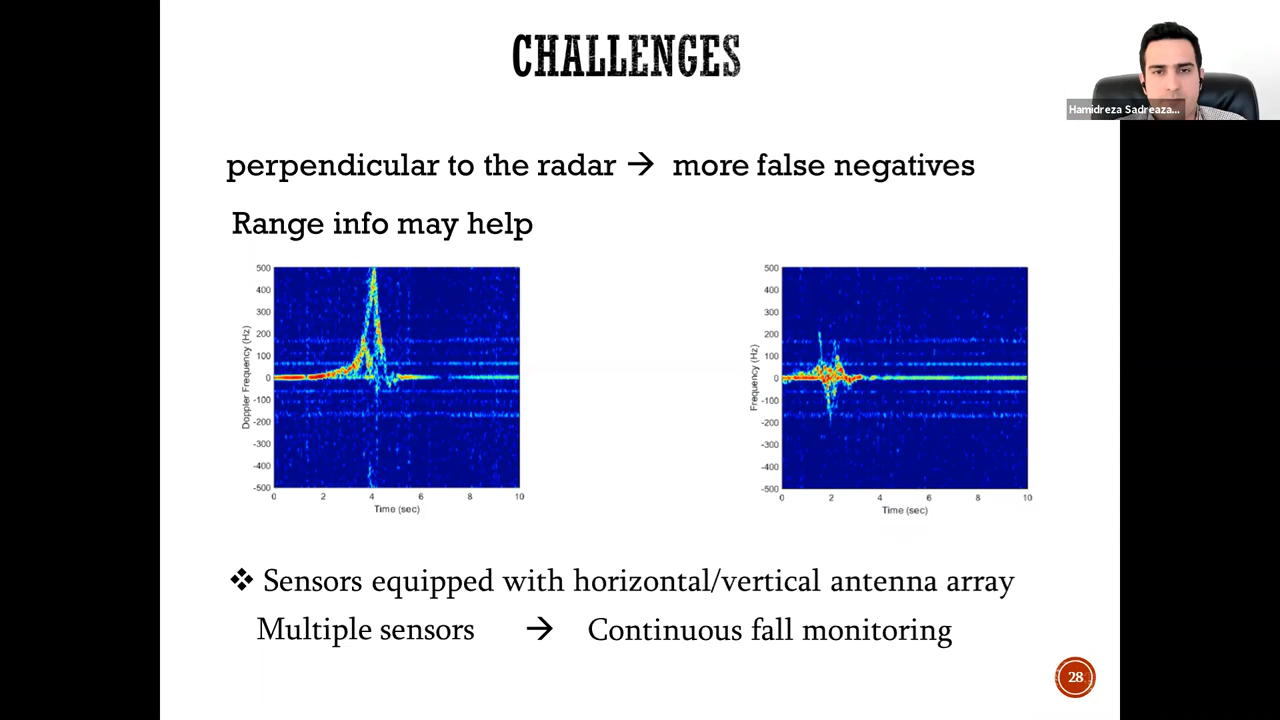 CHALLENGES
Hamidreza Sadreaza...
perpendicular to the radar → more false negatives
Range info may help
500
400
300
200
100
0
-100
-200
-300
-400
-500
Doppler Frequency (Hz)
0 2 4 6 8 10
Time (sec)
500
400
300
200
100
0
-100
-200
-300
-400
-500
Frequency (Hz)
0 2 4 6 8 10
Time (sec)
❖ Sensors equipped with horizontal/vertical antenna array
Multiple sensors → Continuous fall monitoring
28